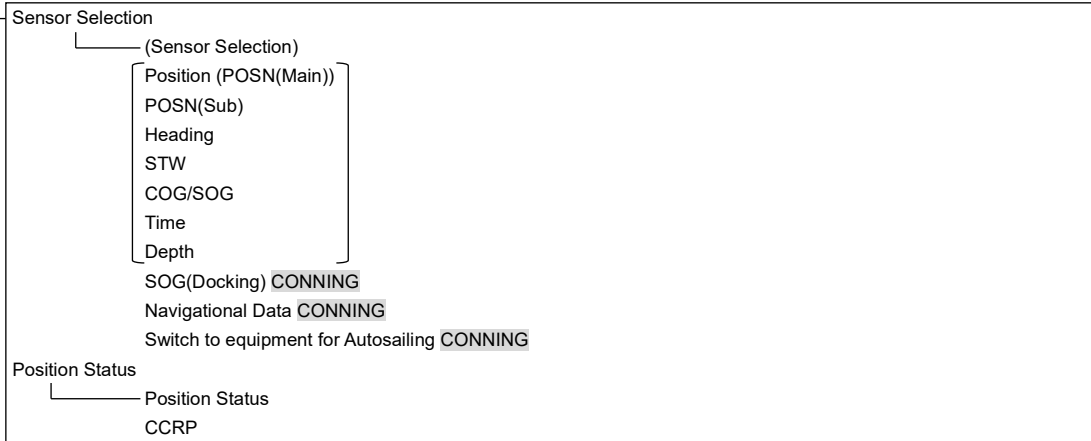 Sensor Selection
(Sensor Selection)
Position (POSN(Main))
POSN(Sub)
Heading
STW
COG/SOG
Time
Depth
SOG(Docking) CONNING
Navigational Data CONNING
Switch to equipment for Autosailing CONNING
Position Status
Position Status
CCRP